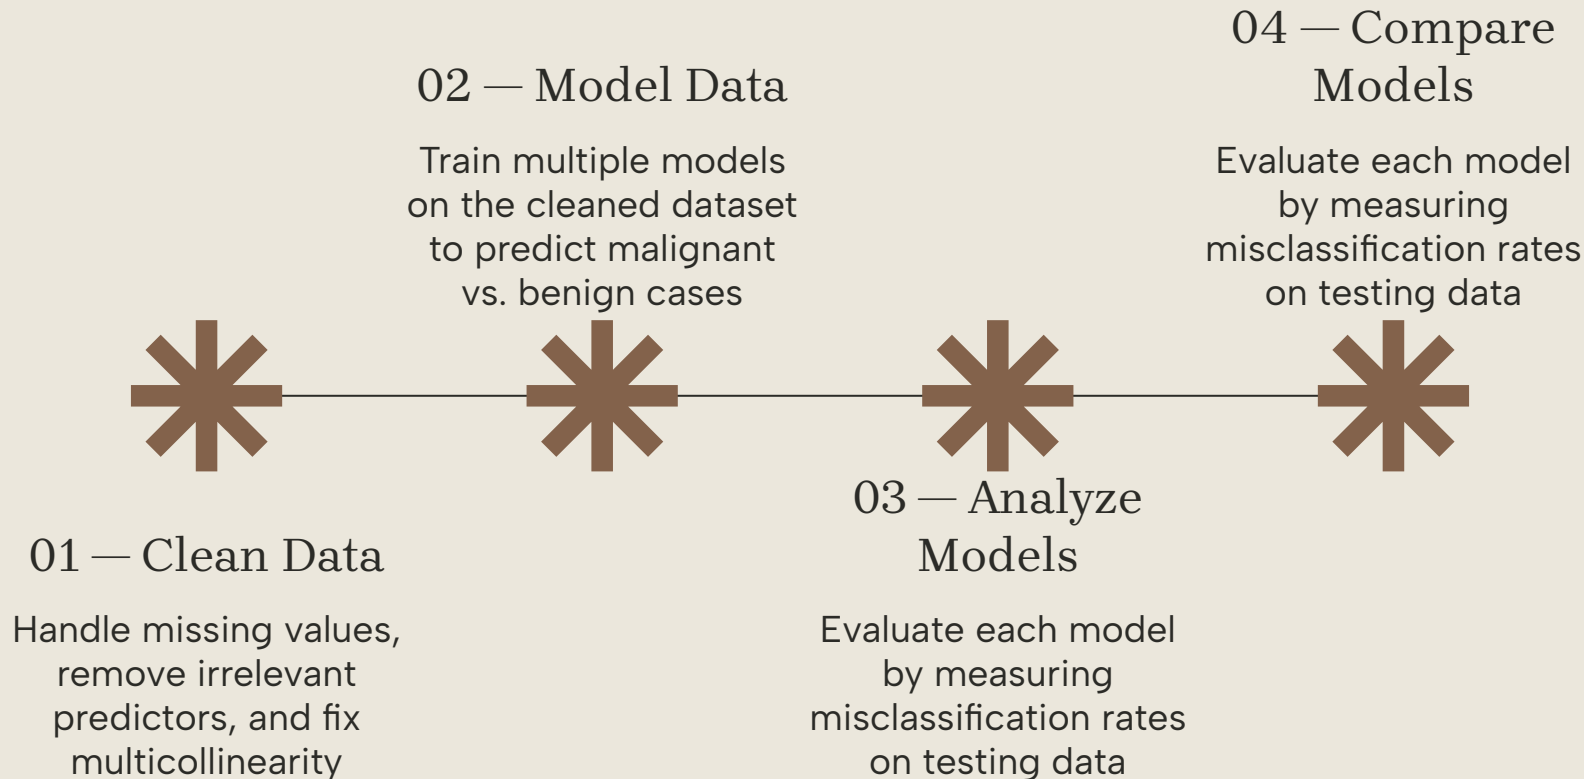 01 — Clean Data
Handle missing values,
remove irrelevant
predictors, and fix
multicollinearity
02 — Model Data
Train multiple models
on the cleaned dataset
to predict malignant
vs. benign cases
03 — Analyze
Models
Evaluate each model
by measuring
misclassification rates
on testing data
04 — Compare
Models
Evaluate each model
by measuring
misclassification rates
on testing data